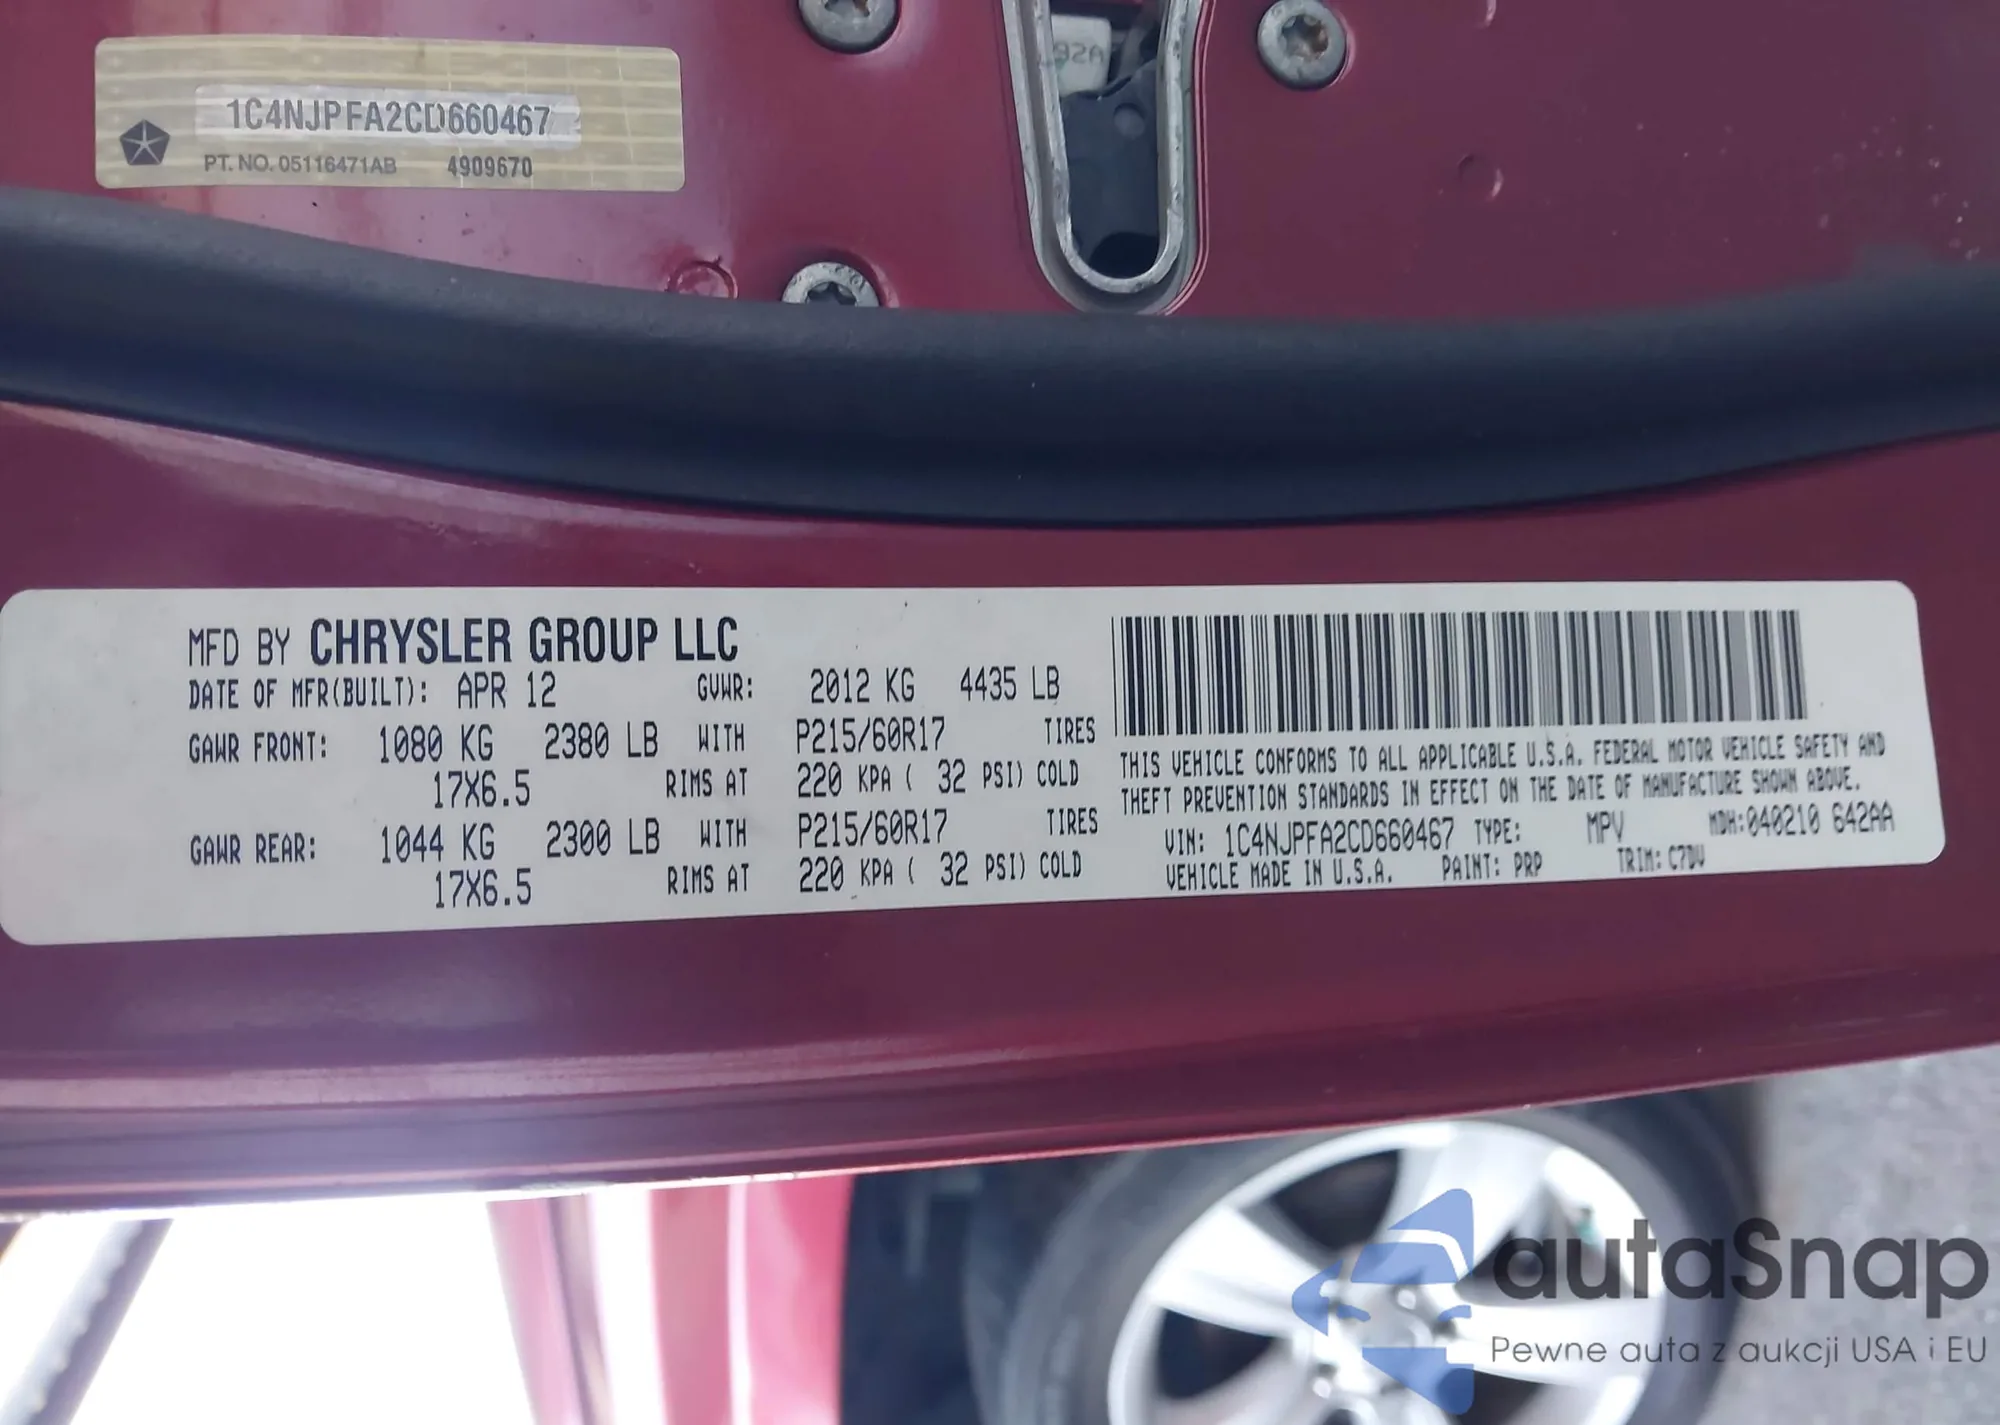 92A
1C4NJPFA2CD660467
PT. NO. 05116471AB 4909670
MFD BY CHRYSLER GROUP LLC
DATE OF MFR(BUILT): APR 12 GVWR: 2012 KG 4435 LB
GAWR FRONT: 1080 KG 2380 LB WITH P215/60R17 TIRES
17X6.5 RIMS AT 220 KPA ( 32 PSI) COLD
GAWR REAR: 1044 KG 2300 LB WITH P215/60R17 TIRES
17X6.5 RIMS AT 220 KPA ( 32 PSI) COLD
THIS VEHICLE CONFORMS TO ALL APPLICABLE U.S.A. FEDERAL MOTOR VEHICLE SAFETY AND
THEFT PREVENTION STANDARDS IN EFFECT ON THE DATE OF MANUFACTURE SHOWN ABOVE.
VIN: 1C4NJPFA2CD660467 TYPE: MPV MDH:040210 642AA
VEHICLE MADE IN U.S.A. PAINT: PRP TRIM: C7DV
autaSnap
Pewne auta z aukcji USA i EU